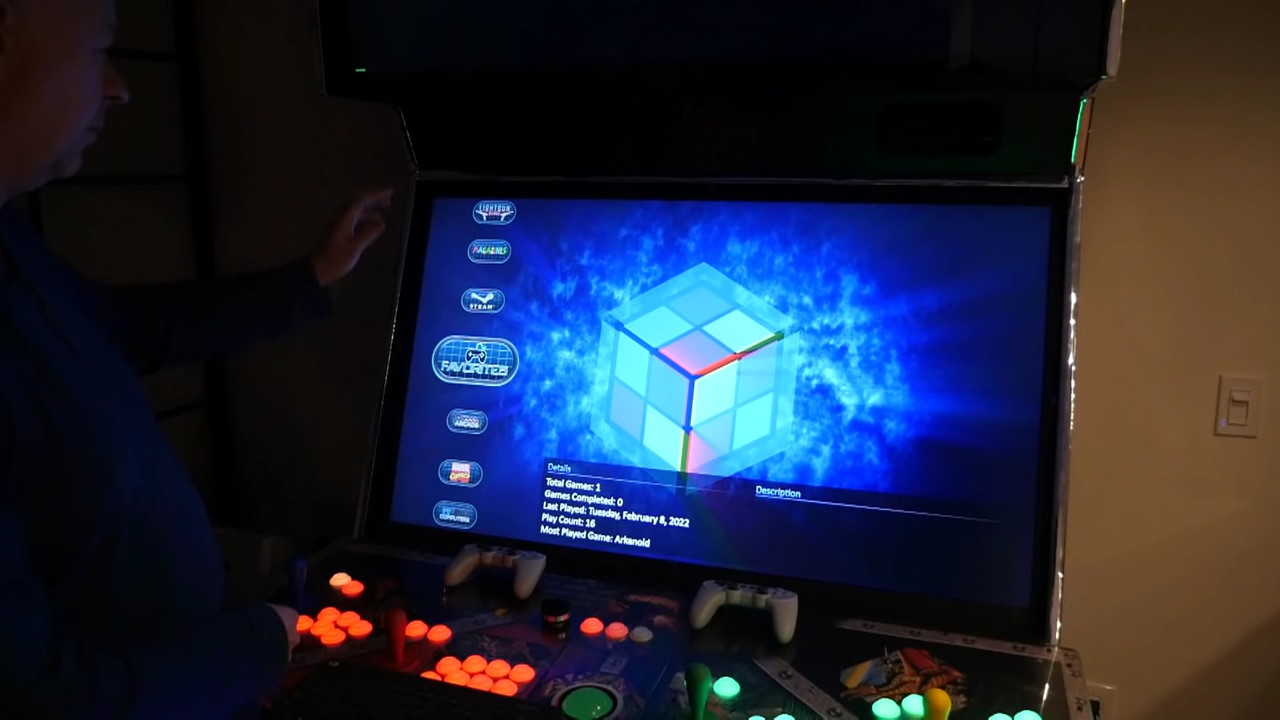 LIGHTGUN
MAGAZINES
STEAM
FAVORITES
ARCADE
COMPUTERS
Details
Total Games: 1
Games Completed: 0
Last Played: Tuesday, February 8, 2022
Play Count: 16
Most Played Game: Arkanoid
Description